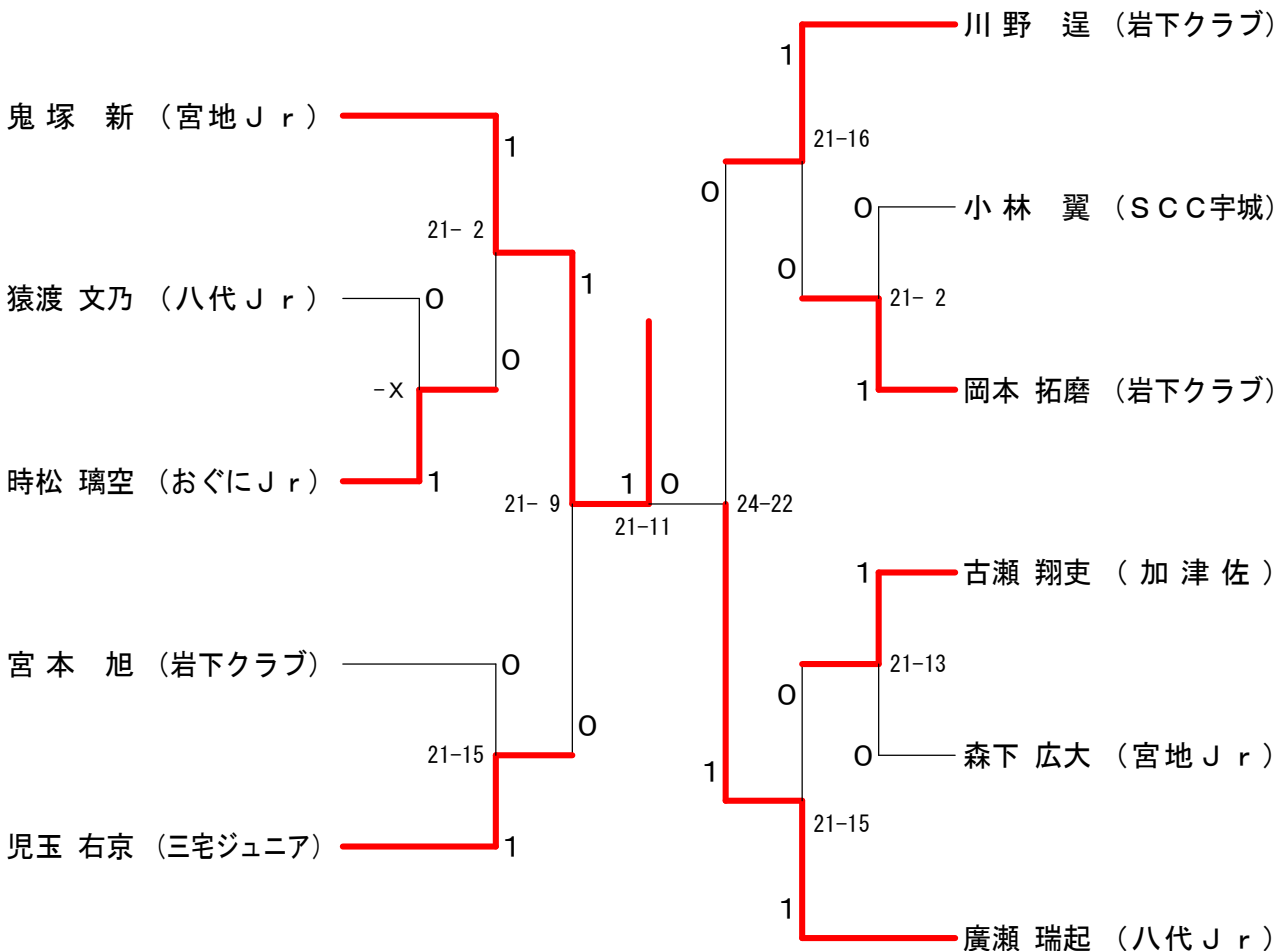 川野 逞 （岩下クラブ）
1
鬼塚 新 （宮地Ｊｒ）
1
21-16
0
0
小林 翼 （ＳＣＣ宇城）
21- 2
1
0
猿渡 文乃 （八代Ｊｒ）
0
21- 2
0
-X
1
岡本 拓磨 （岩下クラブ）
時松 璃空 （おぐにＪｒ）
1
21- 9
1
0
24-22
21-11
1
古瀬 翔吏 （加津佐）
宮本 旭 （岩下クラブ）
0
21-13
0
0
21-15
1
0
森下 広大 （宮地Ｊｒ）
21-15
児玉 右京 （三宅ジュニア）
1
1
廣瀬 瑞起 （八代Ｊｒ）